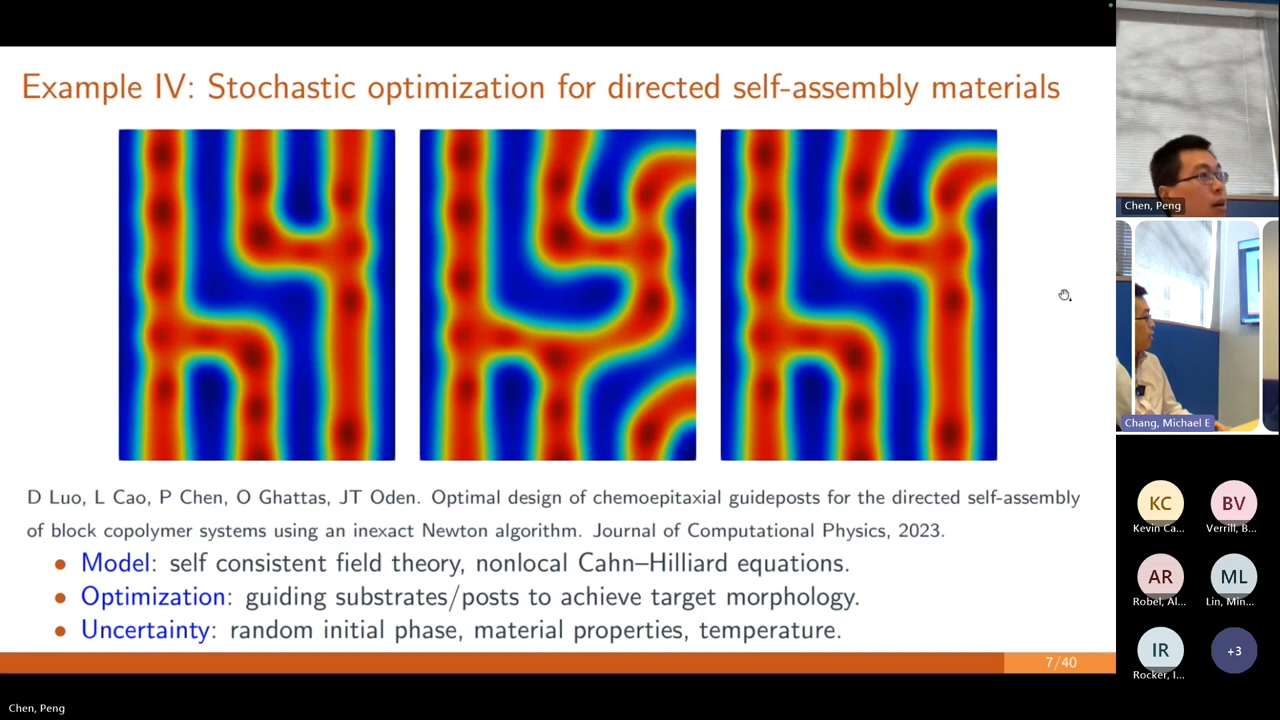 Example IV: Stochastic optimization for directed self-assembly materials
D Luo, L Cao, P Chen, O Ghattas, JT Oden. Optimal design of chemoepitaxial guideposts for the directed self-assembly
of block copolymer systems using an inexact Newton algorithm. Journal of Computational Physics, 2023.
• Model: self consistent field theory, nonlocal Cahn–Hilliard equations.
• Optimization: guiding substrates/posts to achieve target morphology.
• Uncertainty: random initial phase, material properties, temperature.
7/40
Chen, Peng
Chen, Peng
Chang, Michael E
KC
BV
Kevin Ca...
Verrill, B...
AR
ML
Robel, Al...
Lin, Min...
IR
+3
Rocker, I...